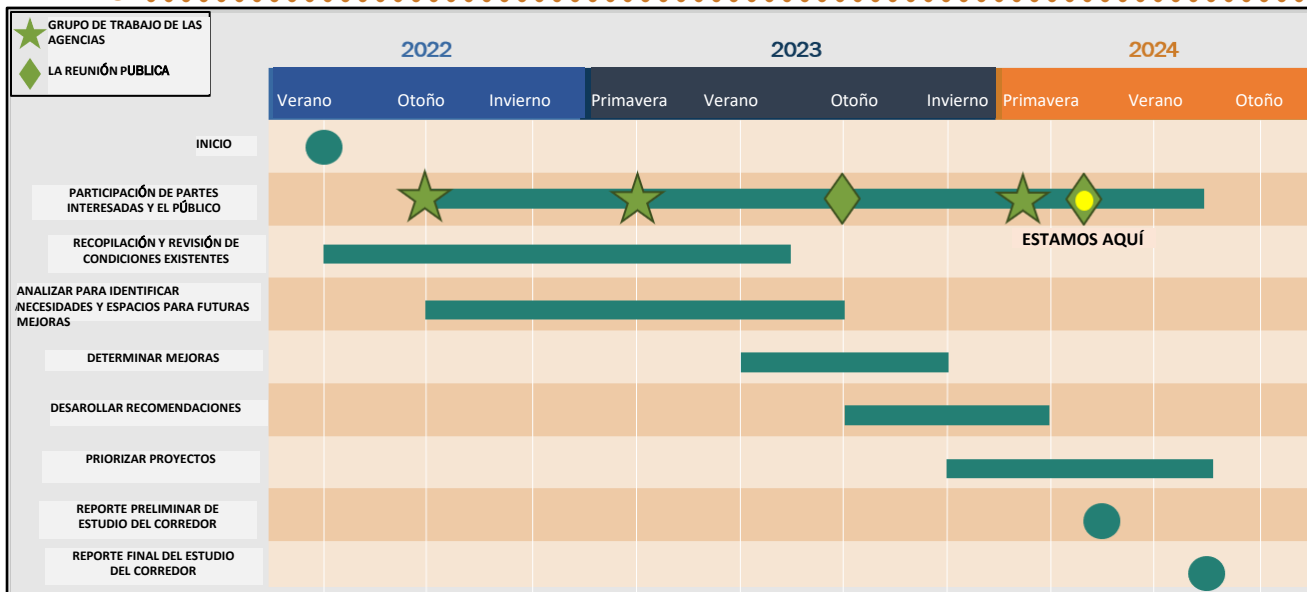 GRUPO DE TRABAJO DE LAS
AGENCIAS
LA REUNIÓN PUBLICA
2022
2023
2024
Verano
Otoño
Invierno
Primavera
Verano
Otoño
Invierno
Primavera
Verano
Otoño
INICIO
PARTICIPACIÓN DE PARTES
INTERESADAS Y EL PÚBLICO
ESTAMOS AQUÍ
RECOPILACIÓN Y REVISIÓN DE
CONDICIONES EXISTENTES
ANALIZAR PARA IDENTIFICAR
NECESIDADES Y ESPACIOS PARA FUTURAS
MEJORAS
DETERMINAR MEJORAS
DESAROLLAR RECOMENDACIONES
PRIORIZAR PROYECTOS
REPORTE PRELIMINAR DE
ESTUDIO DEL CORREDOR
REPORTE FINAL DEL ESTUDIO
DEL CORREDOR